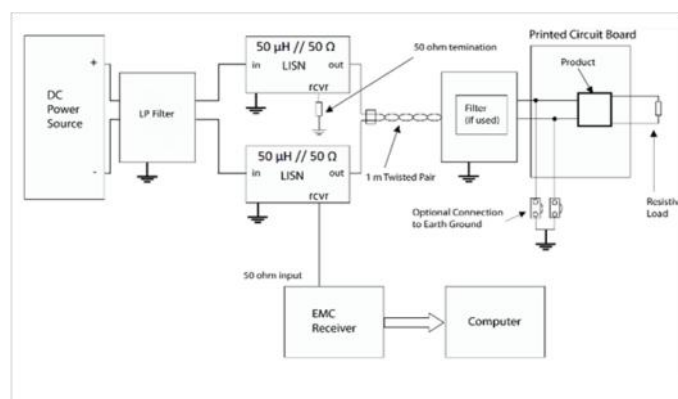 Printed Circuit Board
50 µH // 50 Ω
50 ohm temination
in
out
LISN
rcvr
Product
+
DC
Power
Source
-
LP Filter
Filter
(if used)
50 µH // 50 Ω
in
out
LISN
rcvr
1 m Twisted Pair
Optional Connection
to Earth Ground
Resistive
Load
50 ohm input
EMC
Receiver
Computer